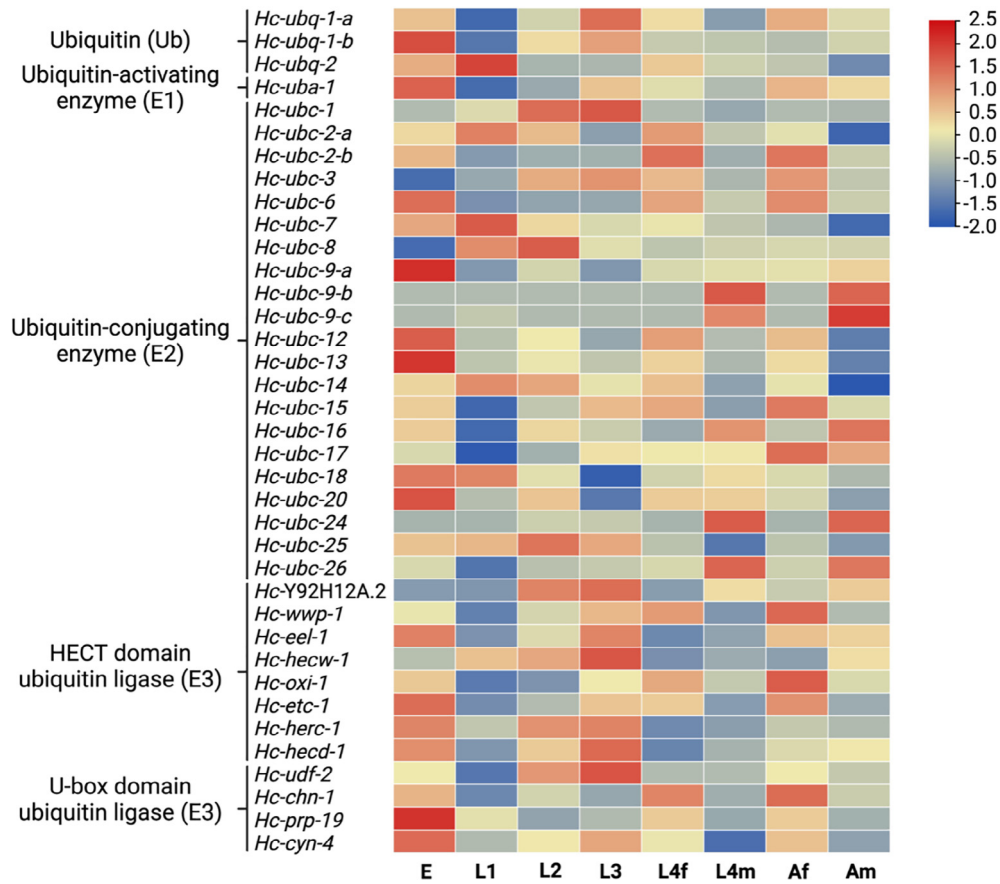 Ubiquitin (Ub)
Ubiquitin-activating
enzyme (E1)
Ubiquitin-conjugating
enzyme (E2)
HECT domain
ubiquitin ligase (E3)
U-box domain
ubiquitin ligase (E3)
Hc-ubq-1-a
Hc-ubq-1-b
Hc-ubq-2
Hc-uba-1
Hc-ubc-1
Hc-ubc-2-a
Hc-ubc-2-b
Hc-ubc-3
Hc-ubc-6
Hc-ubc-7
Hc-ubc-8
Hc-ubc-9-a
Hc-ubc-9-b
Hc-ubc-9-c
Hc-ubc-12
Hc-ubc-13
Hc-ubc-14
Hc-ubc-15
Hc-ubc-16
Hc-ubc-17
Hc-ubc-18
Hc-ubc-20
Hc-ubc-24
Hc-ubc-25
Hc-ubc-26
Hc-Y92H12A.2
Hc-wwp-1
Hc-eel-1
Hc-hecw-1
Hc-oxi-1
Hc-etc-1
Hc-herc-1
Hc-hecd-1
Hc-udf-2
Hc-chn-1
Hc-prp-19
Hc-cyn-4
E L1 L2 L3 L4f L4m Af Am
2.5
2.0
1.5
1.0
0.5
0.0
-0.5
-1.0
-1.5
-2.0